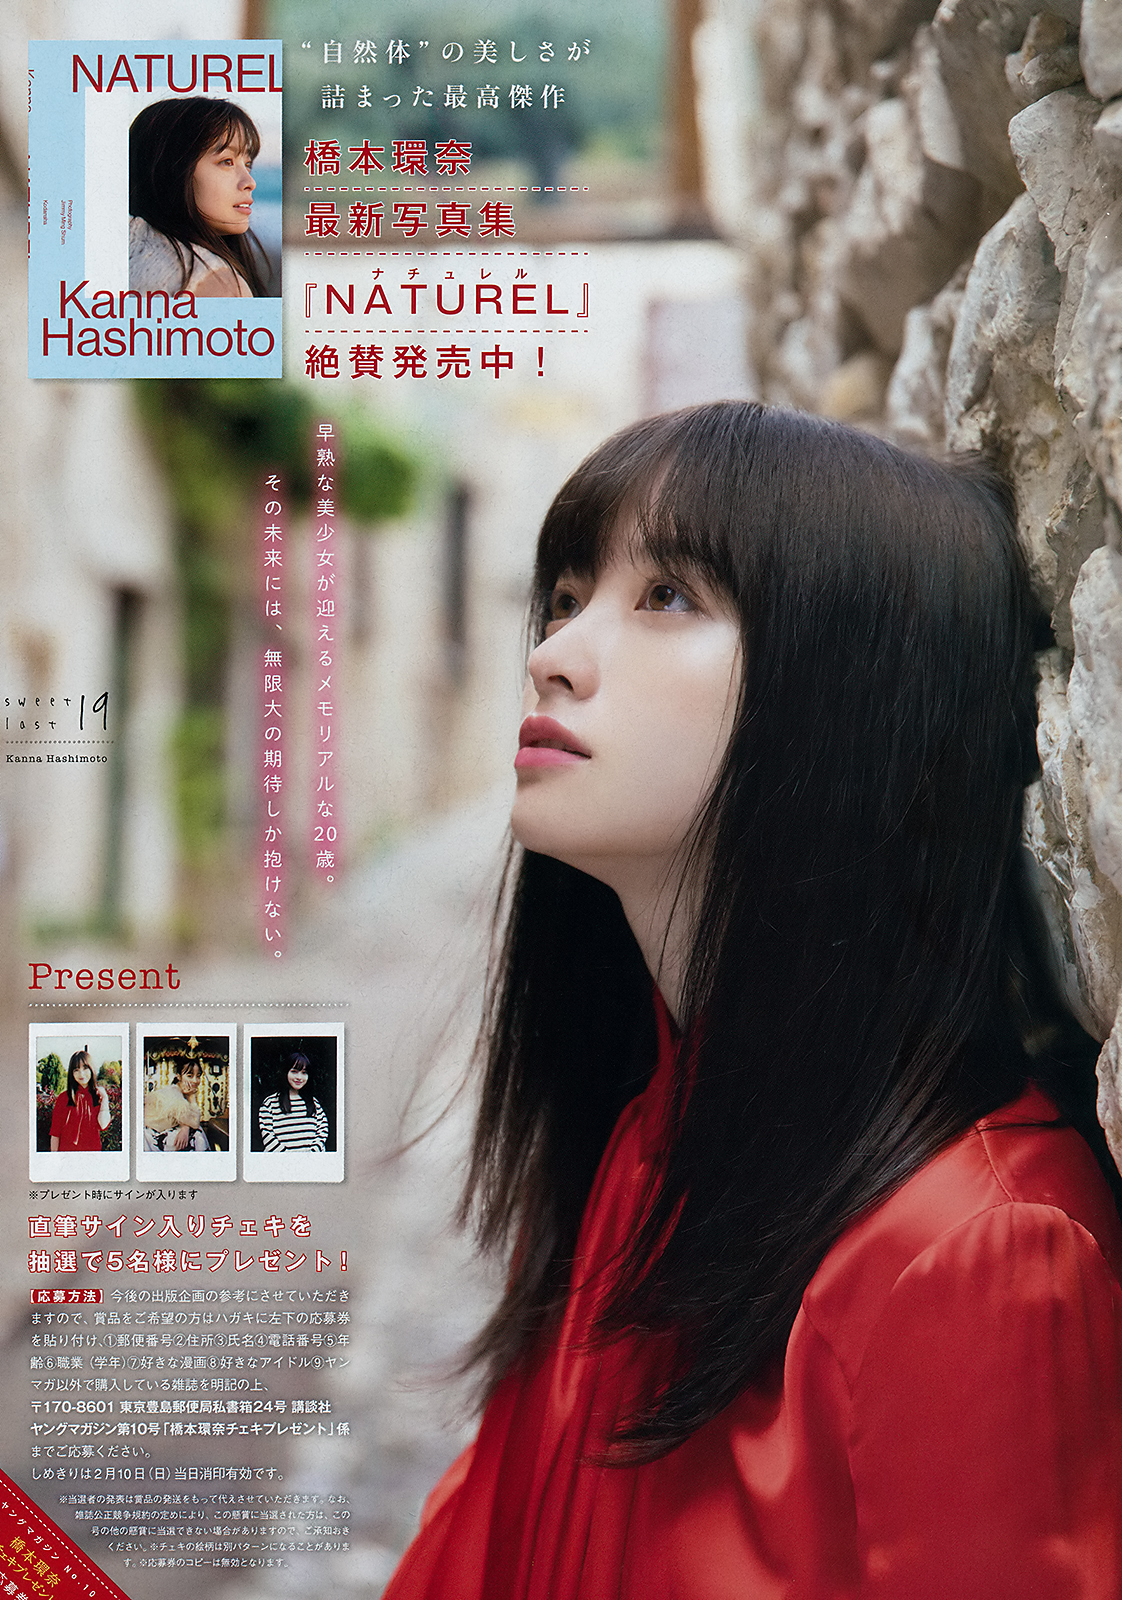 NATUREL
Photography
Kodansha
Kanna
Hashimoto
“自然体”の美しさが
詰まった最高傑作
橋本環奈
最新写真集
ナチュレル
『NATUREL』
絶賛発売中！
早熟な美少女が迎えるメモリアルな20歳。
その未来には、無限大の期待しか抱けない。
sweet 19
last
Kanna Hashimoto
Present
※プレゼント時にサインが入ります
直筆サイン入りチェキを
抽選で5名様にプレゼント！
【応募方法】今後の出版企画の参考にさせていただき
ますので、賞品をご希望の方はハガキに左下の応募券
を貼り付け、①郵便番号②住所③氏名④電話番号⑤年
齢⑥職業（学年）⑦好きな漫画⑧好きなアイドル⑨ヤン
マガ以外で購入している雑誌を明記の上、
〒170-8601 東京豊島郵便局私書箱24号 講談社
ヤングマガジン第10号「橋本環奈チェキプレゼント」係
までご応募ください。
しめきりは2月10日（日）当日消印有効です。
※当選者の発表は賞品の発送をもって代えさせていただきます。なお、
雑誌公正競争規約の定めにより、この懸賞に当選された方は、この
号の他の懸賞に当選できない場合がありますので、ご承知おき
ください。※チェキの絵柄は別パターンになることがありま
す。※応募券のコピーは無効となります。
ヤングマガジン No.10
橋本環奈
チェキプレゼント
応募券